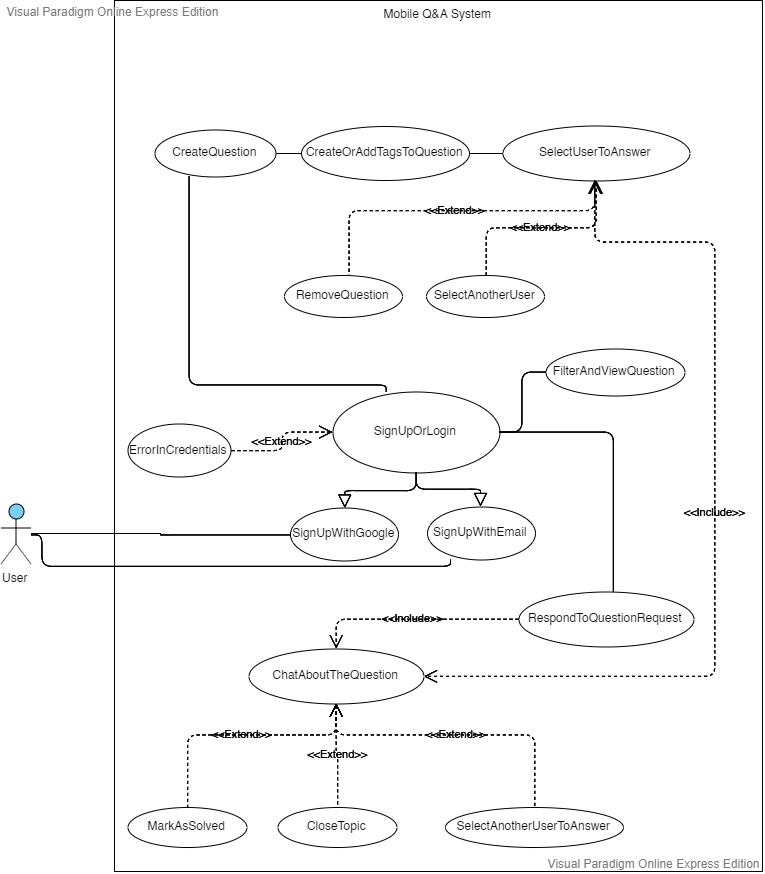 Visual Paradigm Online Express Edition
Mobile Q&A System
CreateQuestion
CreateOrAddTagsToQuestion
SelectUserToAnswer
<<Extend>>
<<Extend>>
RemoveQuestion
SelectAnotherUser
FilterAndViewQuestion
SignUpOrLogin
<<Extend>>
ErrorInCredentials
<<Include>>
SignUpWithGoogle
SignUpWithEmail
User
<<Include>>
RespondToQuestionRequest
ChatAboutTheQuestion
<<Extend>>
<<Extend>>
<<Extend>>
MarkAsSolved
CloseTopic
SelectAnotherUserToAnswer
Visual Paradigm Online Express Edition